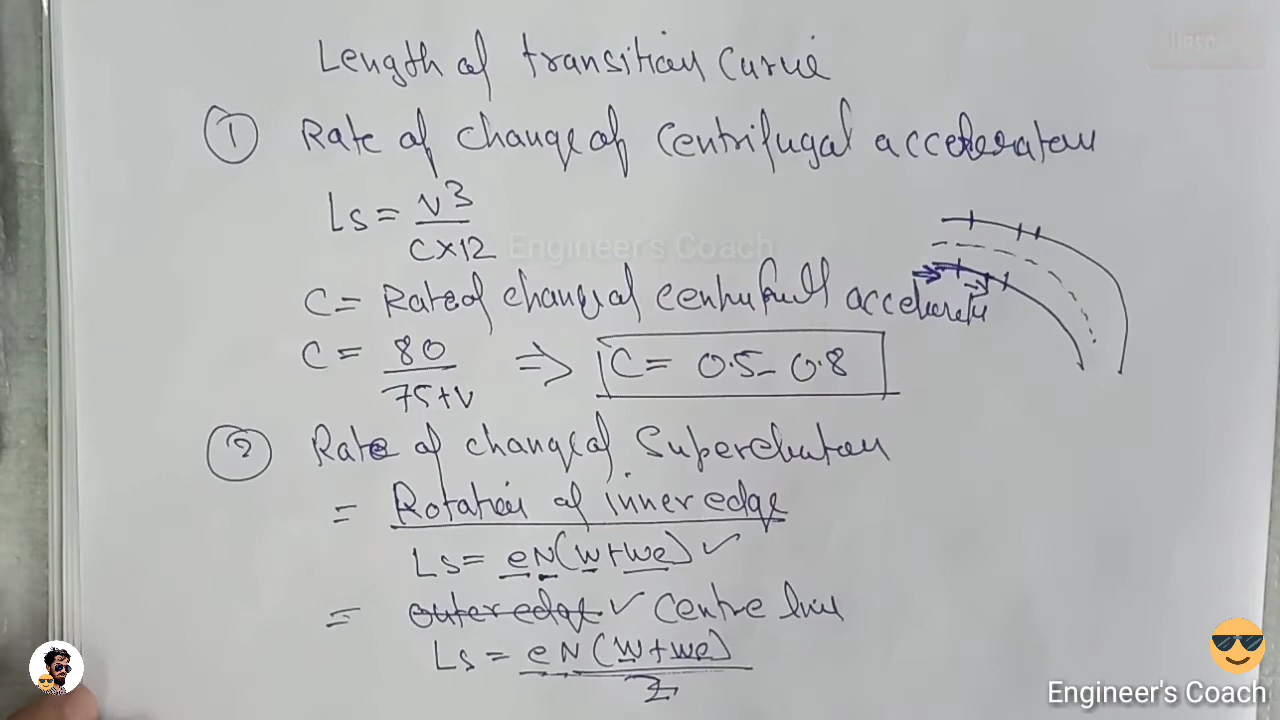 Length of transition curve
① Rate of change of centrifugal acceleration
Ls = v3 / C×12
Engineer's Coach
C = Rate of change of centrifugal acceleration
C = 80 / 75+v ⇒ C = 0.5 - 0.8
② Rate of change of Superelevation
= Rotation of inner edge
Ls = eN(w+we) ✓
= outer edge ✓ Centre line
Ls = eN(w+we) / 2
Engineer's Coach